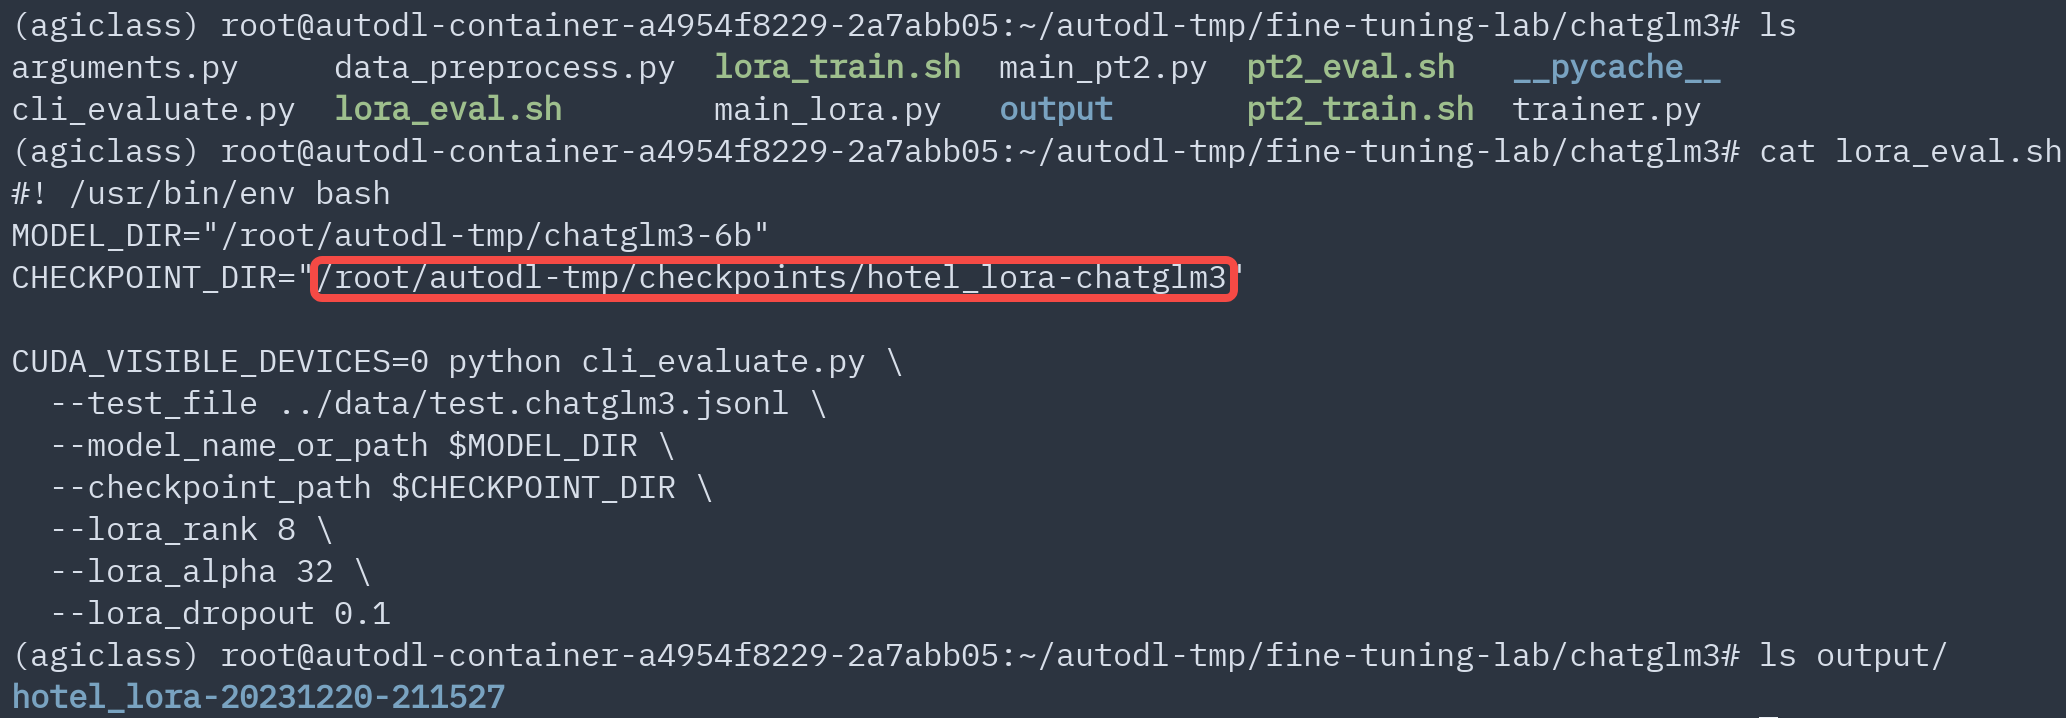 (agiclass) root@autodl-container-a4954f8229-2a7abb05:~/autodl-tmp/fine-tuning-lab/chatglm3# ls
arguments.py     data_preprocess.py  lora_train.sh  main_pt2.py  pt2_eval.sh   __pycache__
cli_evaluate.py  lora_eval.sh        main_lora.py   output       pt2_train.sh  trainer.py
(agiclass) root@autodl-container-a4954f8229-2a7abb05:~/autodl-tmp/fine-tuning-lab/chatglm3# cat lora_eval.sh
#! /usr/bin/env bash
MODEL_DIR="/root/autodl-tmp/chatglm3-6b"
CHECKPOINT_DIR="/root/autodl-tmp/checkpoints/hotel_lora-chatglm3"

CUDA_VISIBLE_DEVICES=0 python cli_evaluate.py \
  --test_file ../data/test.chatglm3.jsonl \
  --model_name_or_path $MODEL_DIR \
  --checkpoint_path $CHECKPOINT_DIR \
  --lora_rank 8 \
  --lora_alpha 32 \
  --lora_dropout 0.1
(agiclass) root@autodl-container-a4954f8229-2a7abb05:~/autodl-tmp/fine-tuning-lab/chatglm3# ls output/
hotel_lora-20231220-211527